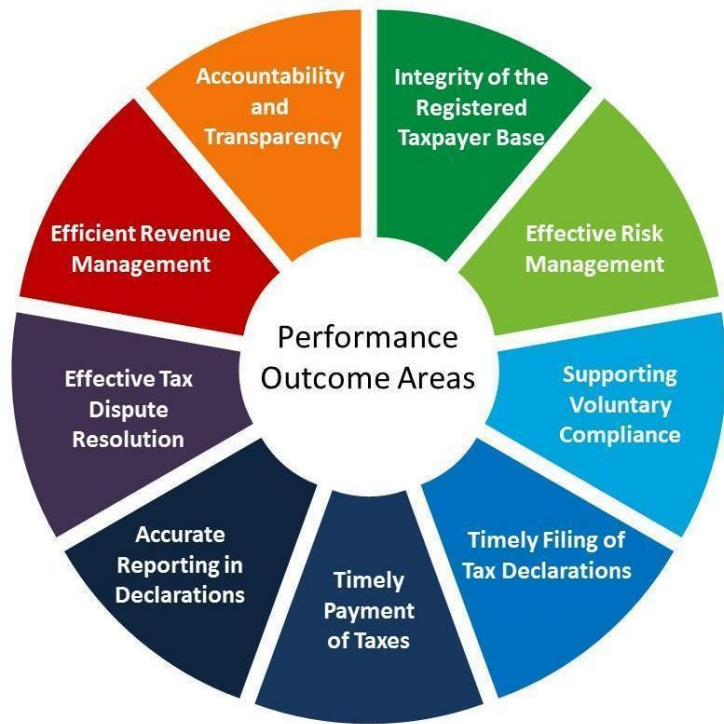 Performance
Outcome Areas
Integrity of the
Registered
Taxpayer Base
Effective Risk
Management
Supporting
Voluntary
Compliance
Timely Filing of
Tax Declarations
Timely
Payment
of Taxes
Accurate
Reporting in
Declarations
Effective Tax
Dispute
Resolution
Efficient Revenue
Management
Accountability
and
Transparency